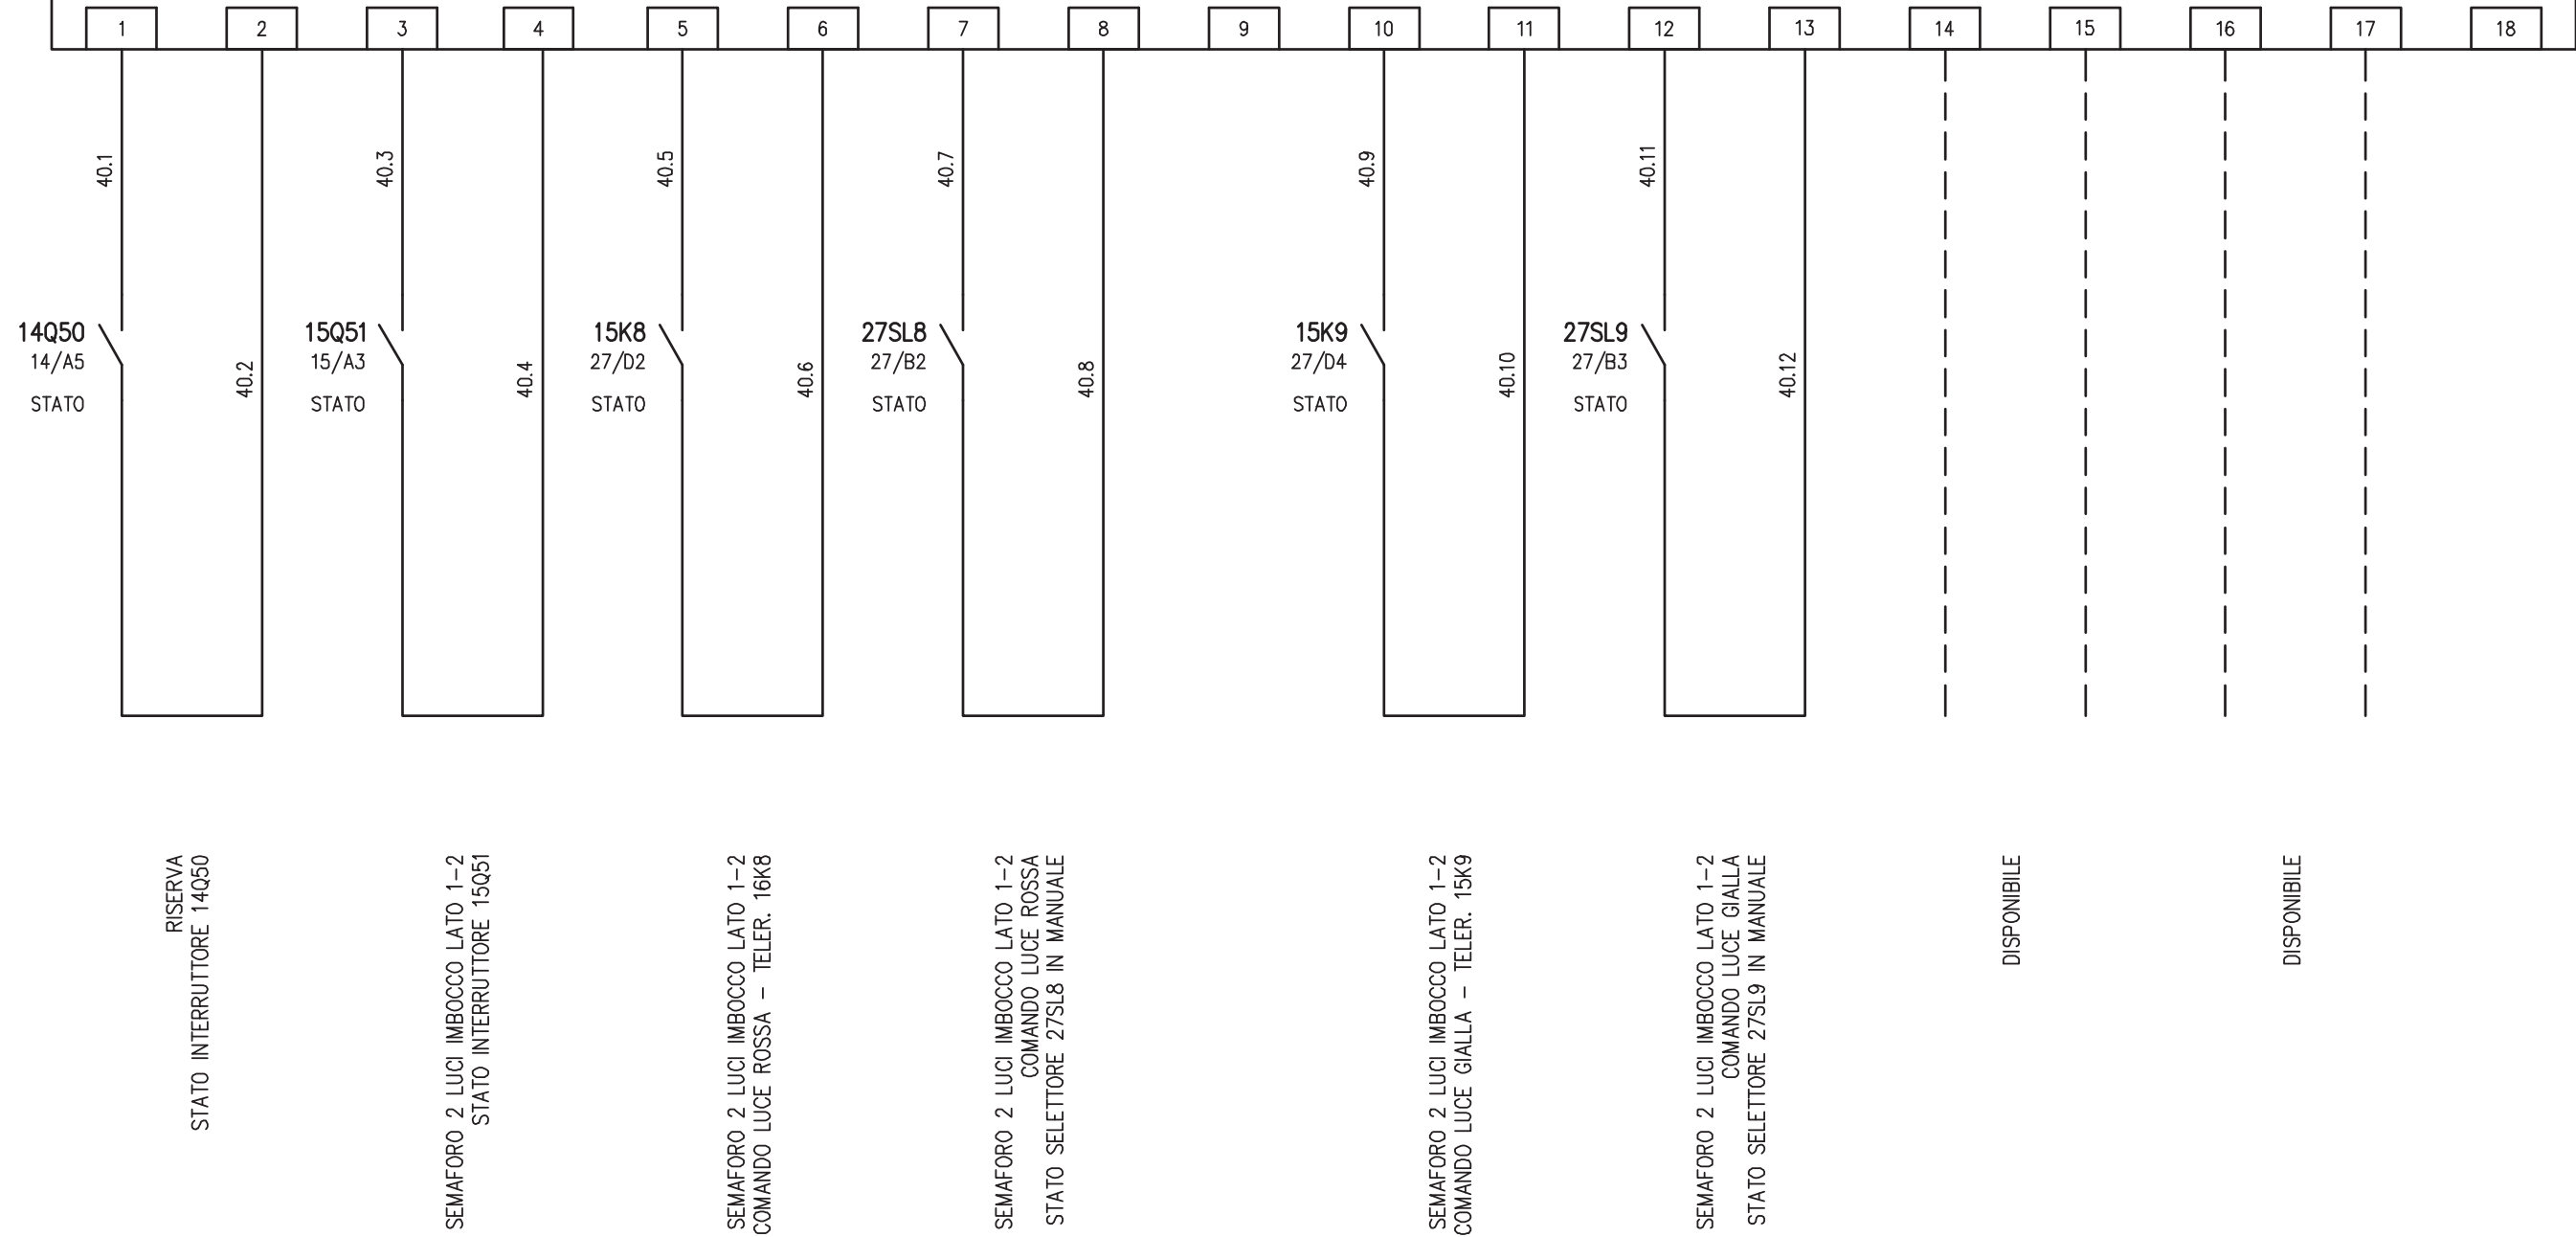 1 2 3 4 5 6 7 8 9 10 11 12 13 14 15 16 17 18
40.1
40.3
40.5
40.7
40.9
40.11
14Q50
14/A5
STATO
40.2
15Q51
15/A3
STATO
40.4
15K8
27/D2
STATO
40.6
27SL8
27/B2
STATO
40.8
15K9
27/D4
STATO
40.10
27SL9
27/B3
STATO
40.12
RISERVA
STATO INTERRUTTORE 14Q50
SEMAFORO 2 LUCI IMBOCCO LATO 1-2
STATO INTERRUTTORE 15Q51
SEMAFORO 2 LUCI IMBOCCO LATO 1-2
COMANDO LUCE ROSSA - TELER. 16K8
SEMAFORO 2 LUCI IMBOCCO LATO 1-2
COMANDO LUCE ROSSA
STATO SELETTORE 27SL8 IN MANUALE
SEMAFORO 2 LUCI IMBOCCO LATO 1-2
COMANDO LUCE GIALLA - TELER. 15K9
SEMAFORO 2 LUCI IMBOCCO LATO 1-2
COMANDO LUCE GIALLA
STATO SELETTORE 27SL9 IN MANUALE
DISPONIBILE
DISPONIBILE